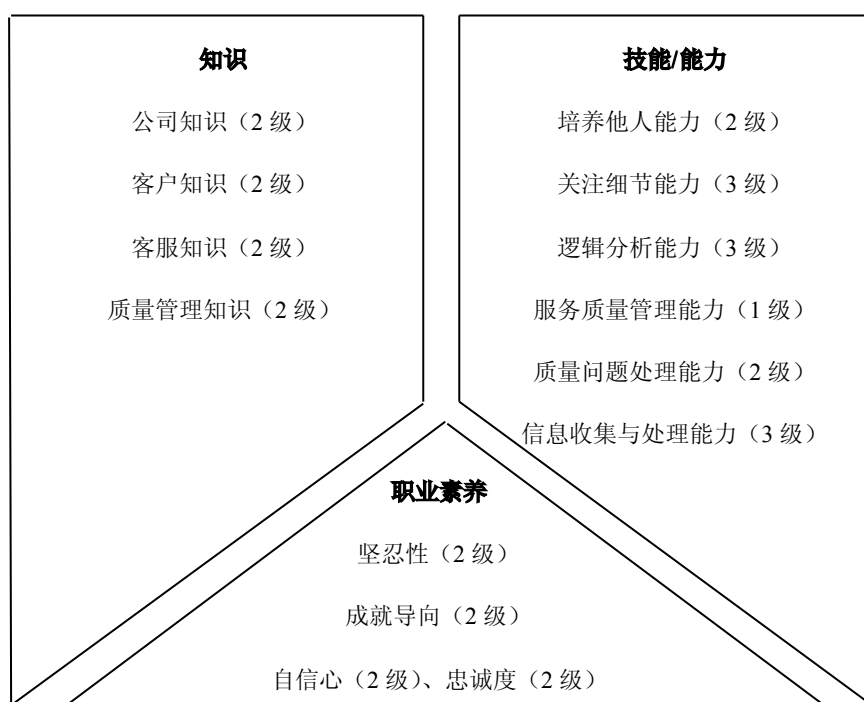 知识
公司知识（2 级）
客户知识（2 级）
客服知识（2 级）
质量管理知识（2 级）
技能/能力
培养他人能力（2 级）
关注细节能力（3 级）
逻辑分析能力（3 级）
服务质量管理能力（1 级）
质量问题处理能力（2 级）
信息收集与处理能力（3 级）
职业素养
坚忍性（2 级）
成就导向（2 级）
自信心（2 级）、忠诚度（2 级）